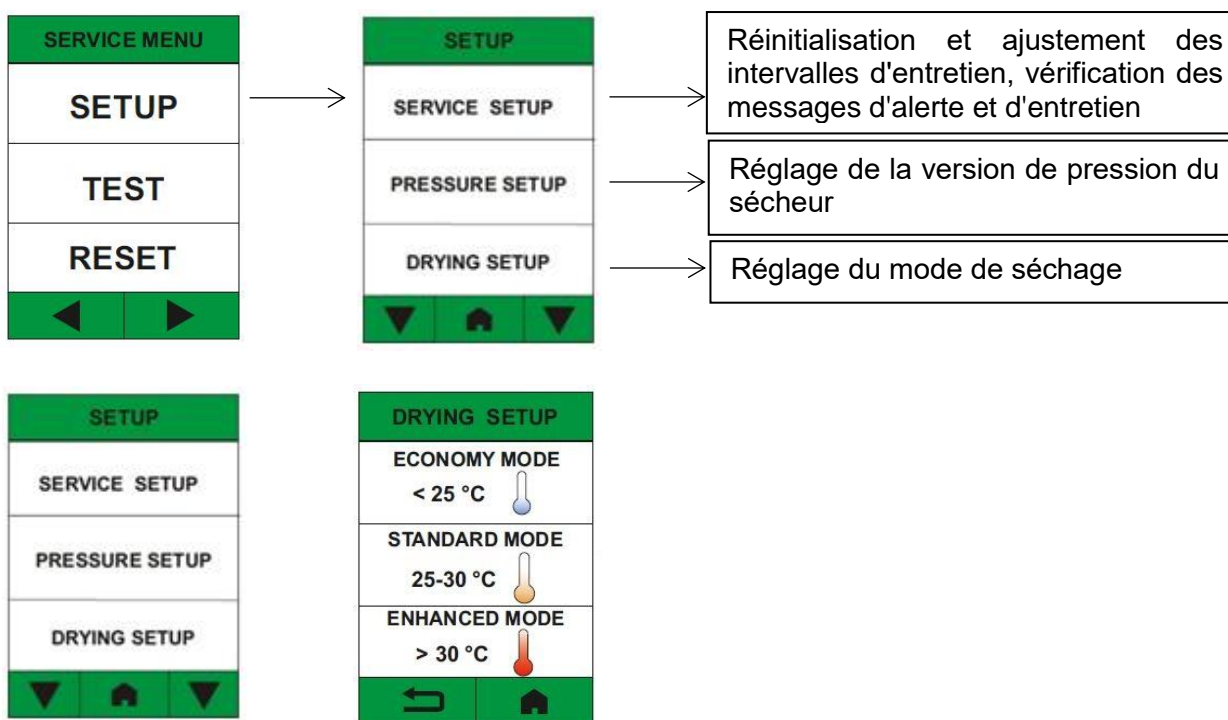 SERVICE MENU
SETUP
TEST
RESET
SETUP
SERVICE SETUP
PRESSURE SETUP
DRYING SETUP
Réinitialisation et ajustement des
intervalles d'entretien, vérification des
messages d'alerte et d'entretien
Réglage de la version de pression du
sécheur
Réglage du mode de séchage
SETUP
SERVICE SETUP
PRESSURE SETUP
DRYING SETUP
DRYING SETUP
ECONOMY MODE
< 25 °C
STANDARD MODE
25-30 °C
ENHANCED MODE
> 30 °C